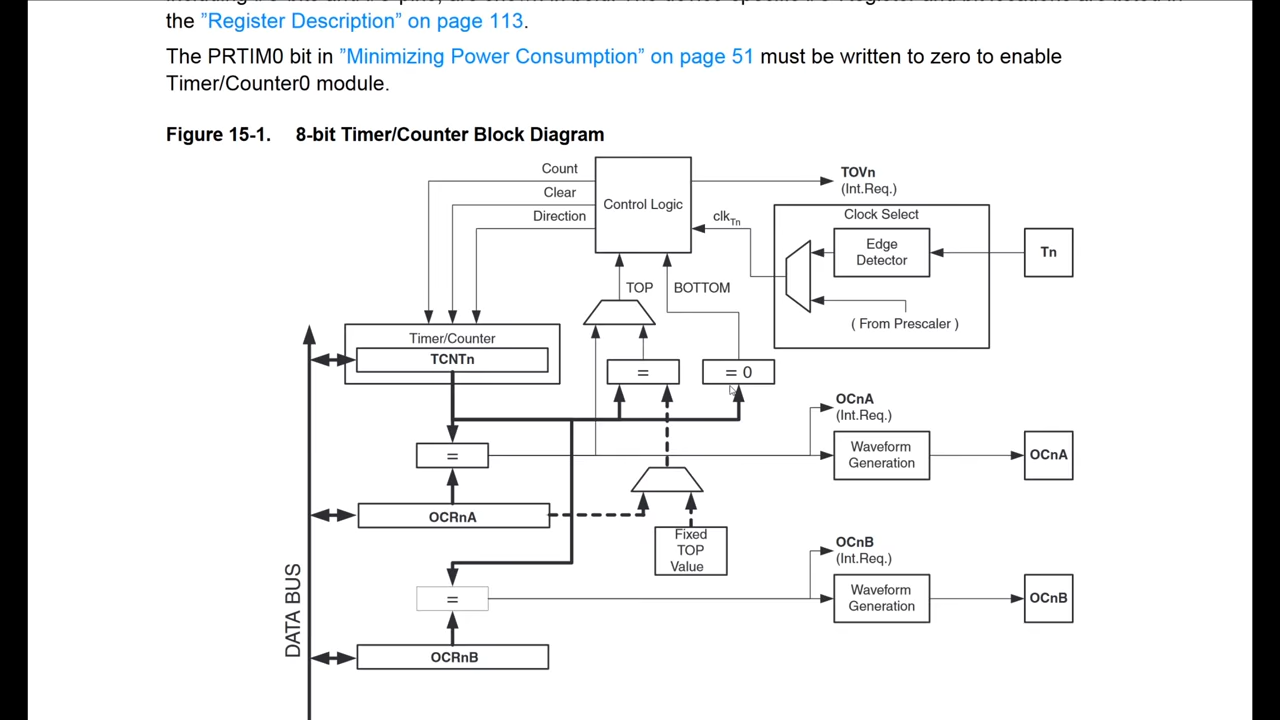 the ”Register Description” on page 113.
The PRTIM0 bit in ”Minimizing Power Consumption” on page 51 must be written to zero to enable
Timer/Counter0 module.
Figure 15-1. 8-bit Timer/Counter Block Diagram
Count
Clear
Direction
Control Logic
TOVn
(Int.Req.)
clkTn
Clock Select
Edge
Detector
Tn
( From Prescaler )
TOP
BOTTOM
Timer/Counter
TCNTn
=
= 0
OCnA
(Int.Req.)
=
Waveform
Generation
OCnA
OCRnA
Fixed
TOP
Value
OCnB
(Int.Req.)
=
Waveform
Generation
OCnB
OCRnB
DATA BUS